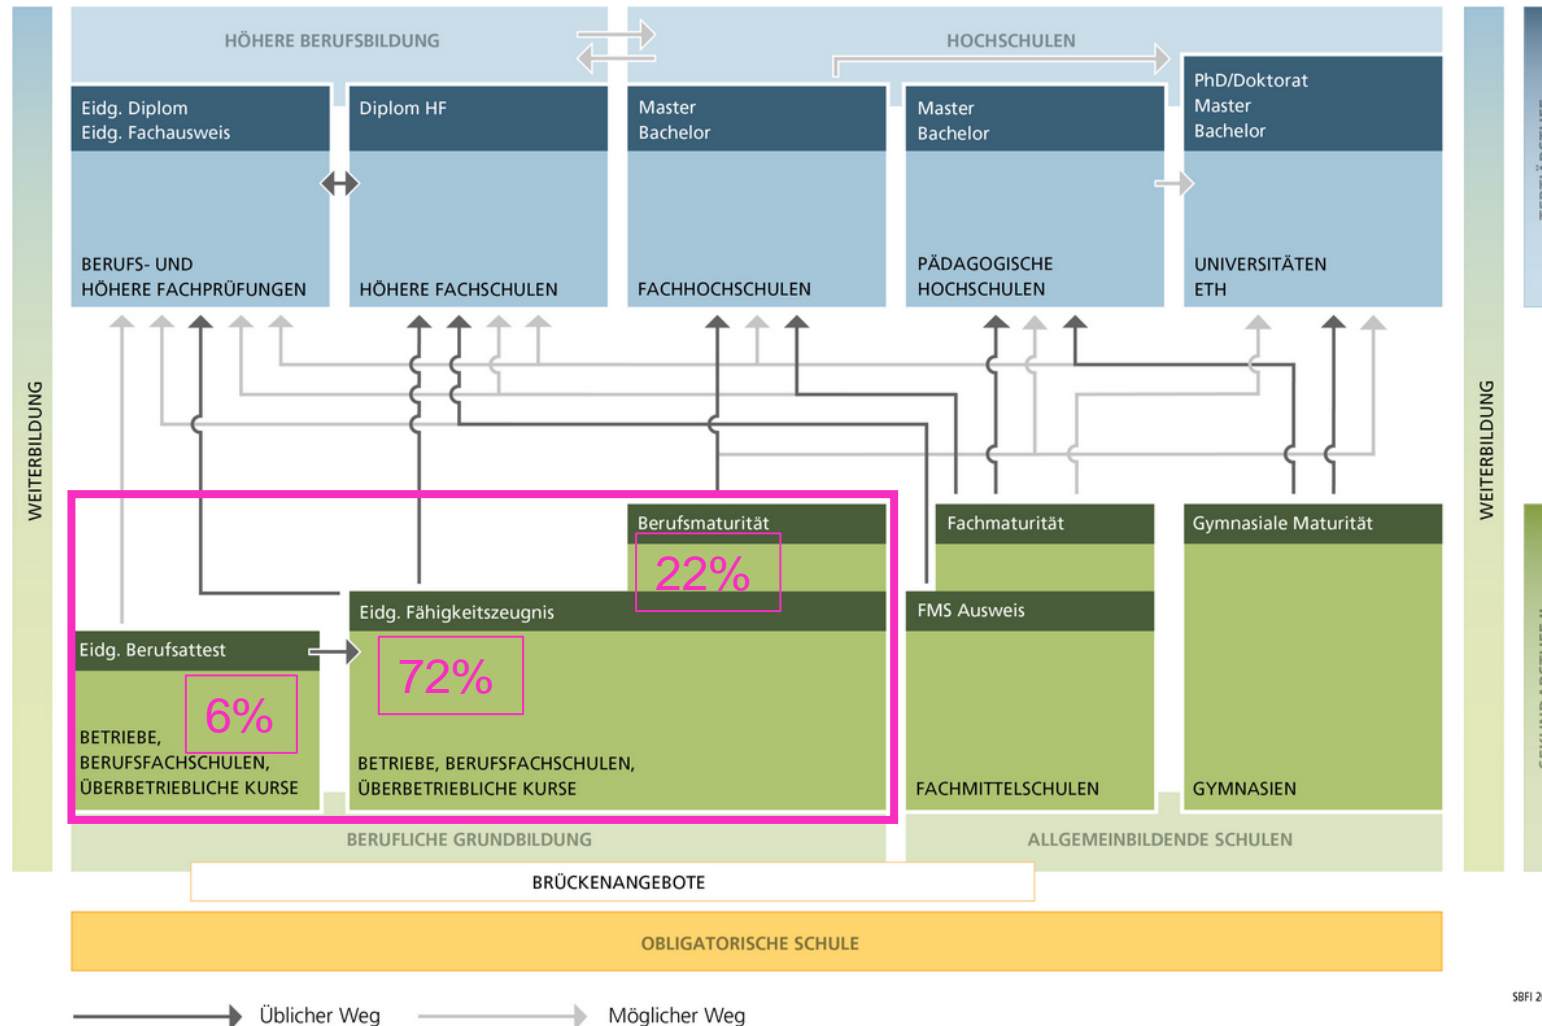 HÖHERE BERUFSBILDUNG
HOCHSCHULEN
Eidg. Diplom
Eidg. Fachausweis
Diplom HF
Master
Bachelor
Master
Bachelor
PhD/Doktorat
Master
Bachelor
BERUFS- UND
HÖHERE FACHPRÜFUNGEN
HÖHERE FACHSCHULEN
FACHHOCHSCHULEN
PÄDAGOGISCHE
HOCHSCHULEN
UNIVERSITÄTEN
ETH
WEITERBILDUNG
WEITERBILDUNG
Berufsmaturität
22%
Fachmaturität
Gymnasiale Maturität
Eidg. Fähigkeitszeugnis
72%
FMS Ausweis
Eidg. Berufsattest
6%
BETRIEBE,
BERUFSFACHSCHULEN,
ÜBERBETRIEBLICHE KURSE
BETRIEBE, BERUFSFACHSCHULEN,
ÜBERBETRIEBLICHE KURSE
FACHMITTELSCHULEN
GYMNASIEN
BERUFLICHE GRUNDBILDUNG
ALLGEMEINBILDENDE SCHULEN
BRÜCKENANGEBOTE
OBLIGATORISCHE SCHULE
Üblicher Weg
Möglicher Weg
SBFI